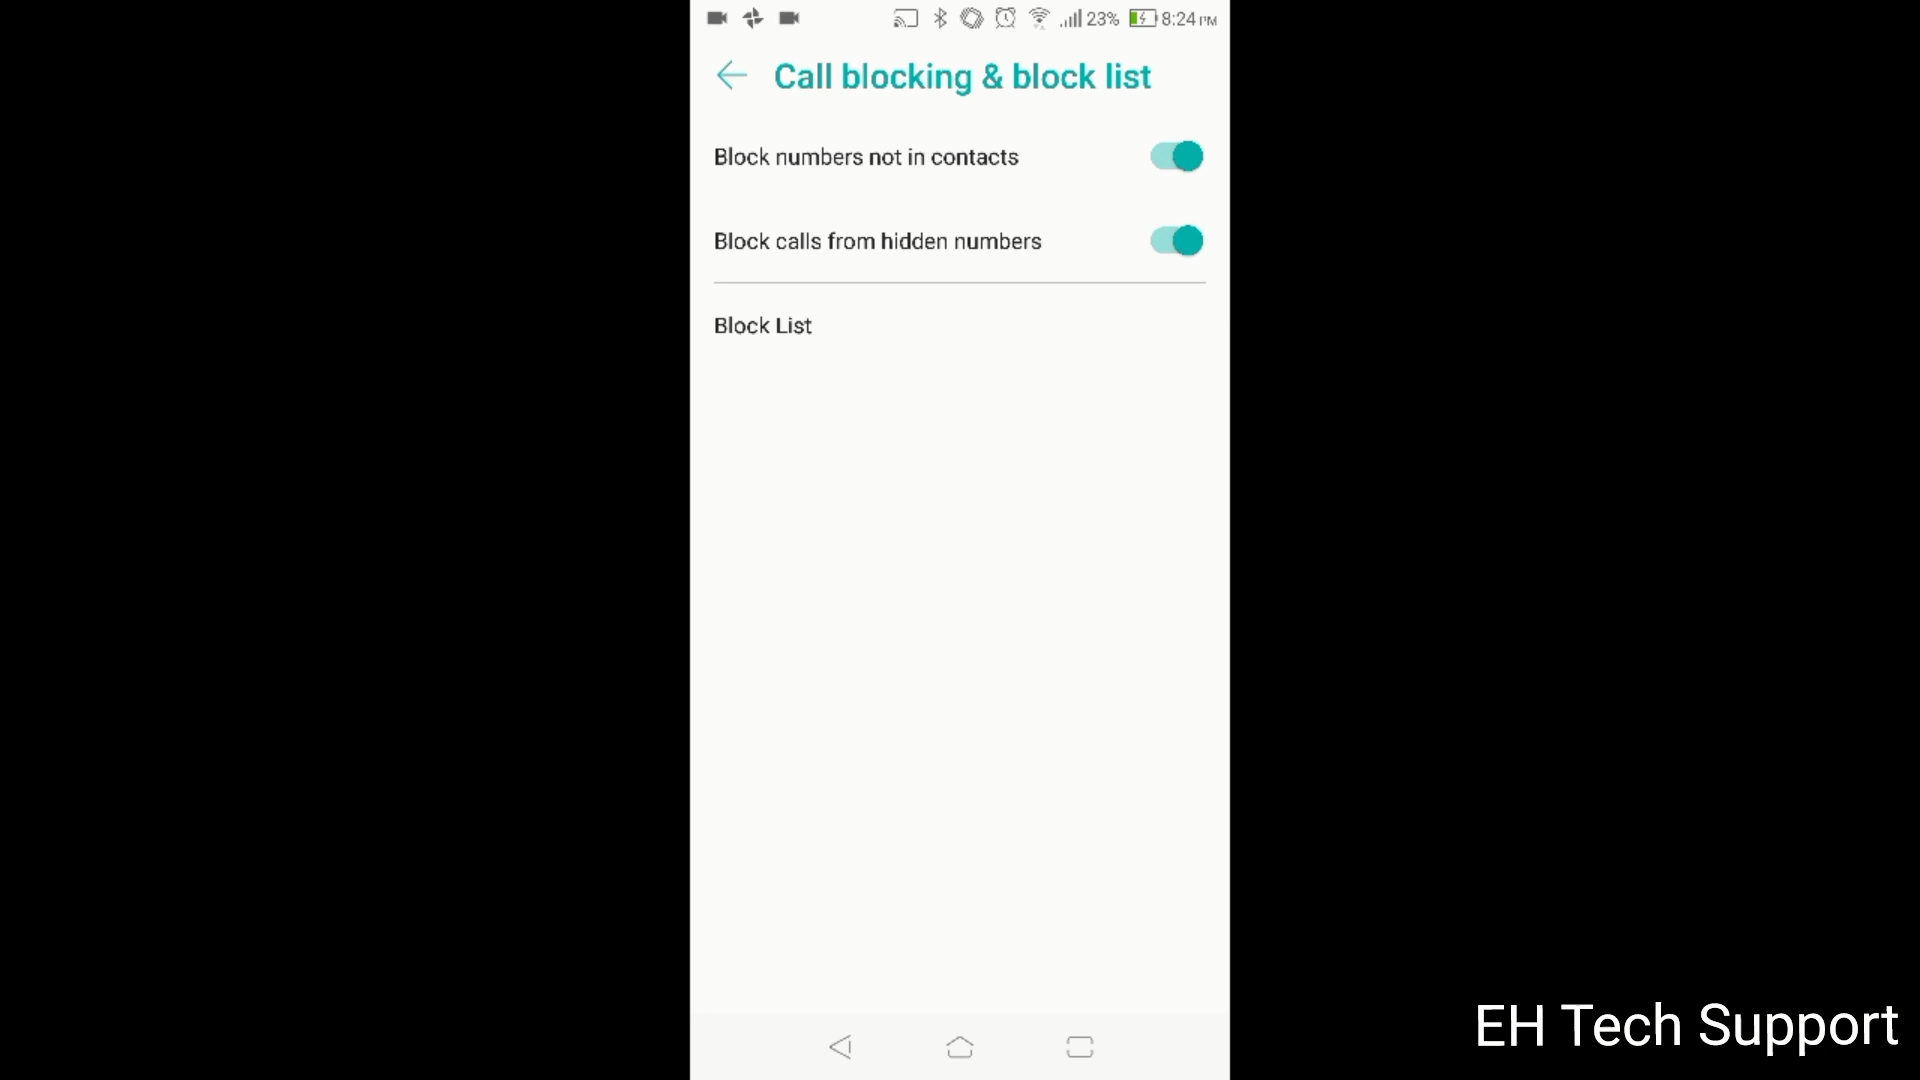 23% 8:24 PM
Call blocking & block list
Block numbers not in contacts
Block calls from hidden numbers
Block List
EH Tech Support